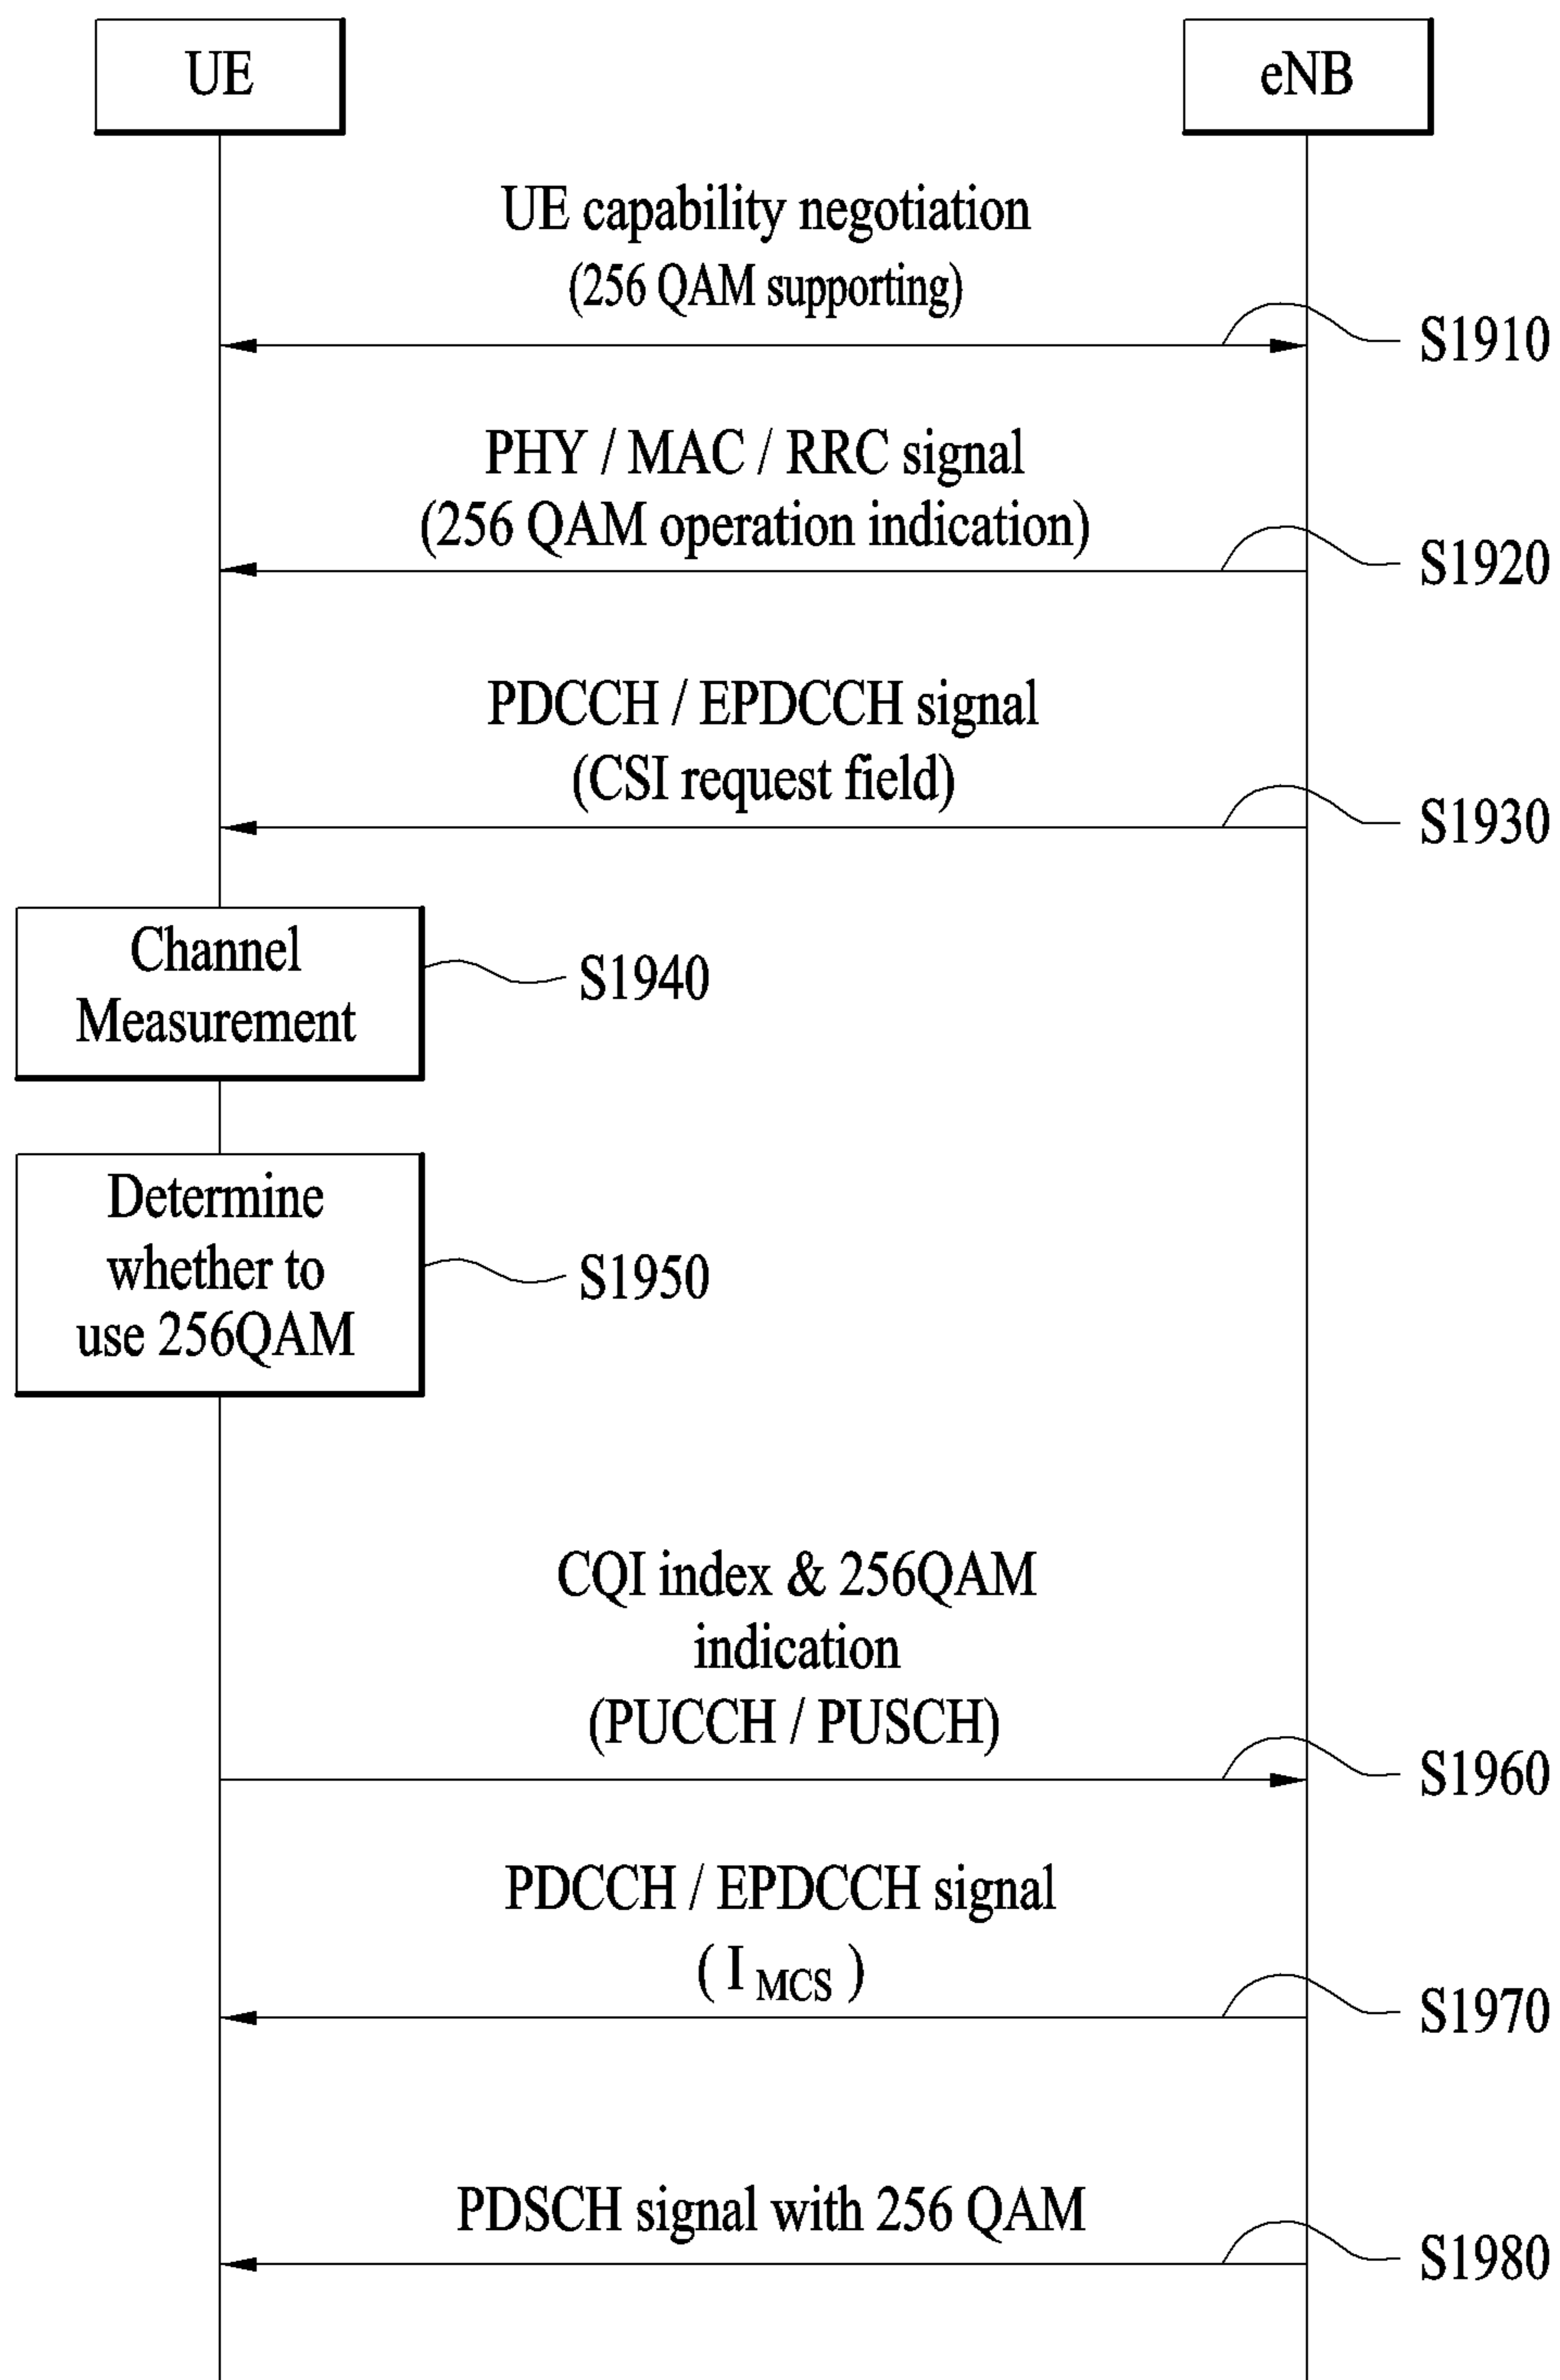 UE
eNB
UE capability negotiation
(256 QAM supporting)
S1910
PHY / MAC / RRC signal
(256 QAM operation indication)
S1920
PDCCH / EPDCCH signal
(CSI request field)
S1930
Channel
Measurement
S1940
Determine
whether to
use 256QAM
S1950
CQI index & 256QAM
indication
(PUCCH / PUSCH)
S1960
PDCCH / EPDCCH signal
( I MCS )
S1970
PDSCH signal with 256 QAM
S1980